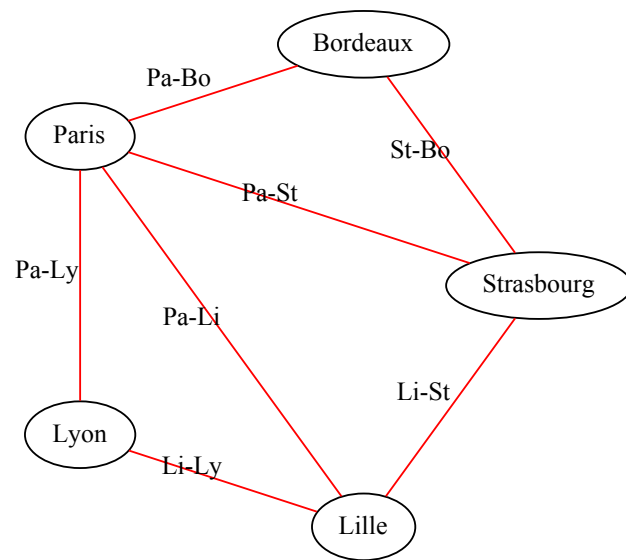 Bordeaux
Pa-Bo
Paris
St-Bo
Pa-St
Pa-Ly
Strasbourg
Pa-Li
Li-St
Lyon
Li-Ly
Lille